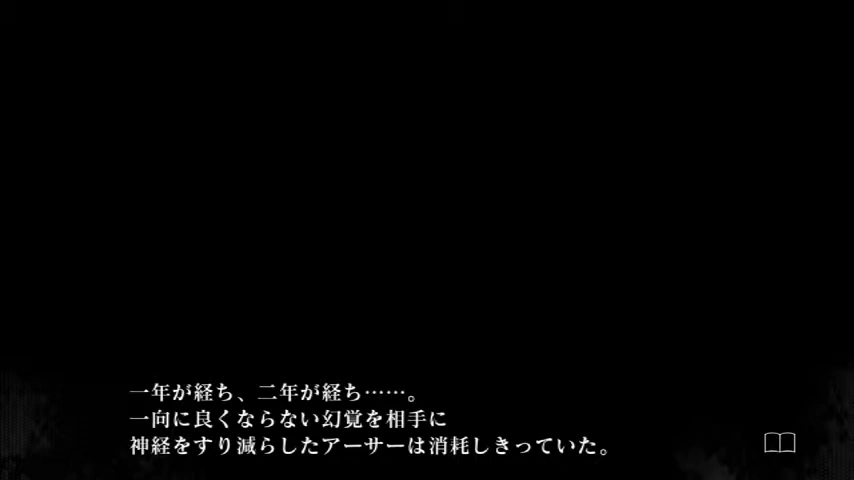 一年が経ち、二年が経ち……。
一向に良くならない幻覚を相手に
神経をすり減らしたアーサーは消耗しきっていた。